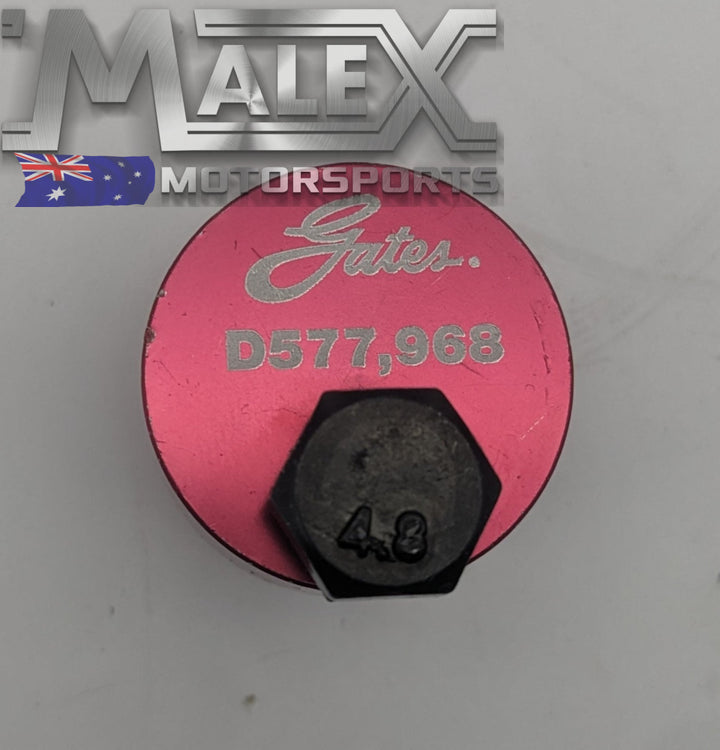 MALEX
MOTORSPORTS
Gates.
D577,968
4.8